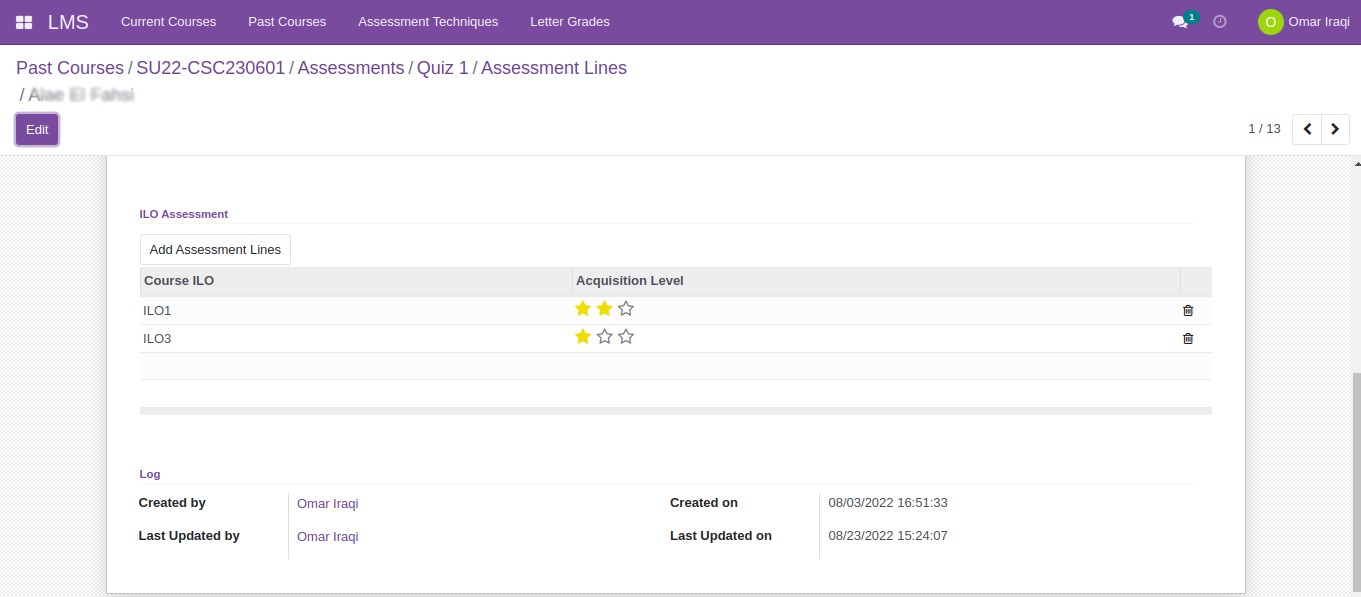 LMS Current Courses Past Courses Assessment Techniques Letter Grades 1 O Omar Iraqi
Past Courses / SU22-CSC230601 / Assessments / Quiz 1 / Assessment Lines
/
Edit 1 / 13
ILO Assessment
Add Assessment Lines
Course ILO Acquisition Level
ILO1
ILO3
Log
Created by Omar Iraqi Created on 08/03/2022 16:51:33
Last Updated by Omar Iraqi Last Updated on 08/23/2022 15:24:07